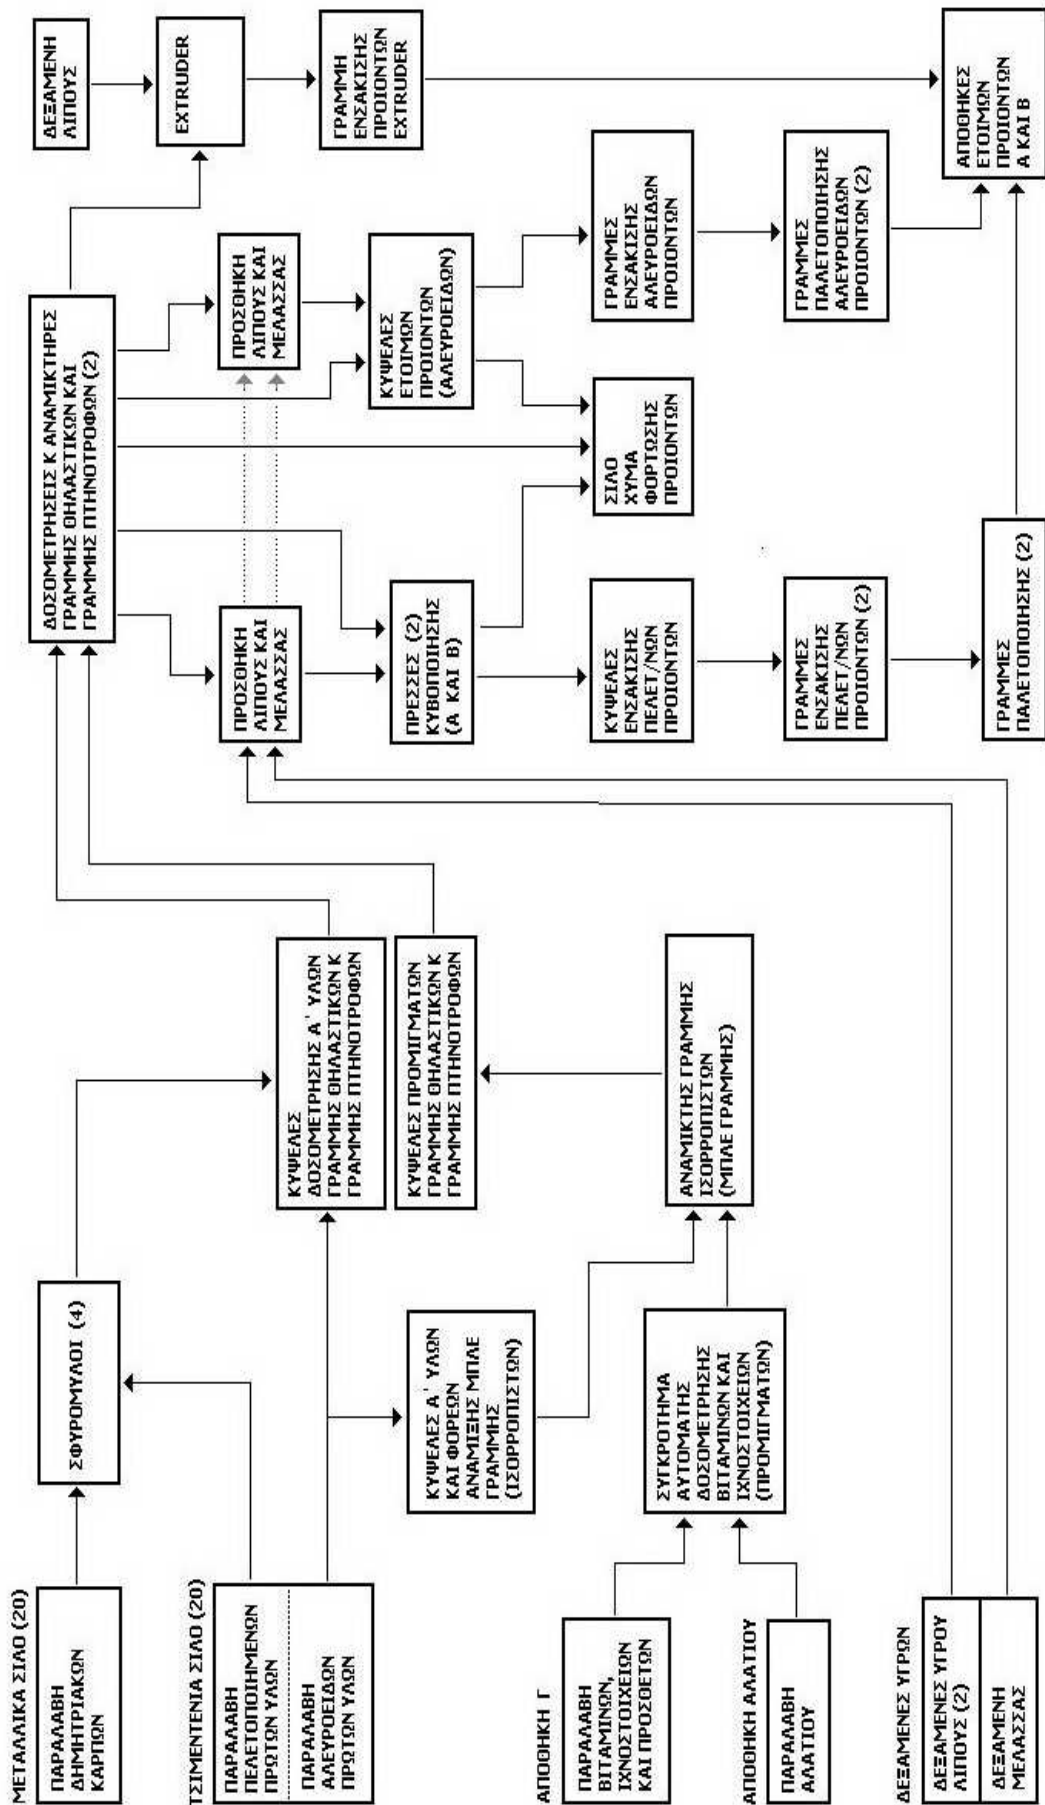 ΜΕΤΑΛΛΙΚΑ ΣΙΛΟ (20)
ΠΑΡΑΛΑΒΗ
ΔΗΜΗΤΡΙΑΚΩΝ
ΚΑΡΠΩΝ
ΤΣΙΜΕΝΤΕΝΙΑ ΣΙΛΟ (20)
ΠΑΡΑΛΑΒΗ
ΠΕΛΕΤΟΠΟΙΗΜΕΝΩΝ
ΠΡΩΤΩΝ ΥΛΩΝ
ΠΑΡΑΛΑΒΗ
ΑΛΕΥΡΟΕΙΔΩΝ
ΠΡΩΤΩΝ ΥΛΩΝ
ΑΠΟΘΗΚΗ Γ
ΠΑΡΑΛΑΒΗ
ΒΙΤΑΜΙΝΩΝ,
ΙΧΝΟΣΤΟΙΧΕΙΩΝ
ΚΑΙ ΠΡΟΣΘΕΤΩΝ
ΑΠΟΘΗΚΗ ΑΛΑΤΙΟΥ
ΠΑΡΑΛΑΒΗ
ΑΛΑΤΙΟΥ
ΔΕΞΑΜΕΝΕΣ ΥΓΡΩΝ
ΔΕΞΑΜΕΝΕΣ ΥΓΡΟΥ
ΛΙΠΟΥΣ (2)
ΔΕΞΑΜΕΝΗ
ΜΕΛΑΣΣΑΣ
ΣΦΥΡΟΜΥΛΟΙ (4)
ΚΥΨΕΛΕΣ Α' ΥΛΩΝ
ΚΑΙ ΦΟΡΕΩΝ
ΑΝΑΜΙΞΗΣ ΜΠΛΕ
ΓΡΑΜΜΗΣ
(ΙΣΟΡΡΟΠΙΣΤΩΝ)
ΣΥΓΚΡΟΤΗΜΑ
ΑΥΤΟΜΑΤΗΣ
ΔΟΣΟΜΕΤΡΗΣΗΣ
ΒΙΤΑΜΙΝΩΝ ΚΑΙ
ΙΧΝΟΣΤΟΙΧΕΙΩΝ
(ΠΡΟΜΙΓΜΑΤΩΝ)
ΚΥΨΕΛΕΣ
ΔΟΣΟΜΕΤΡΗΣΗΣ Α' ΥΛΩΝ
ΓΡΑΜΜΗΣ ΘΗΛΑΣΤΙΚΩΝ Κ
ΓΡΑΜΜΗΣ ΠΤΗΝΟΤΡΟΦΩΝ
ΚΥΨΕΛΕΣ ΠΡΟΜΙΓΜΑΤΩΝ
ΓΡΑΜΜΗΣ ΘΗΛΑΣΤΙΚΩΝ Κ
ΓΡΑΜΜΗΣ ΠΤΗΝΟΤΡΟΦΩΝ
ΑΝΑΜΙΚΤΗΣ ΓΡΑΜΜΗΣ
ΙΣΟΡΡΟΠΙΣΤΩΝ
(ΜΠΛΕ ΓΡΑΜΜΗΣ)
ΔΟΣΟΜΕΤΡΗΣΕΙΣ Κ ΑΝΑΜΙΚΤΗΡΕΣ
ΓΡΑΜΜΗΣ ΘΗΛΑΣΤΙΚΩΝ ΚΑΙ
ΓΡΑΜΜΗΣ ΠΤΗΝΟΤΡΟΦΩΝ (2)
ΠΡΟΣΘΗΚΗ
ΛΙΠΟΥΣ ΚΑΙ
ΜΕΛΑΣΣΑΣ
ΠΡΕΣΣΕΣ (2)
ΚΥΒΟΠΟΙΗΣΗΣ
(Α ΚΑΙ Β)
ΚΥΨΕΛΕΣ
ΕΝΣΑΚΙΣΗΣ
ΠΕΛΕΤ/ΝΩΝ
ΠΡΟΙΟΝΤΩΝ
ΓΡΑΜΜΕΣ
ΕΝΣΑΚΙΣΗΣ
ΠΕΛΕΤ/ΝΩΝ
ΠΡΟΙΟΝΤΩΝ (2)
ΓΡΑΜΜΕΣ
ΠΑΛΕΤΟΠΟΙΗΣΗΣ (2)
ΠΡΟΣΘΗΚΗ
ΛΙΠΟΥΣ ΚΑΙ
ΜΕΛΑΣΣΑΣ
ΚΥΨΕΛΕΣ
ΕΤΟΙΜΩΝ
ΠΡΟΙΟΝΤΩΝ
(ΑΛΕΥΡΟΕΙΔΩΝ)
ΣΙΛΟ
ΧΥΜΑ
ΦΟΡΤΩΣΗΣ
ΠΡΟΙΟΝΤΩΝ
ΓΡΑΜΜΕΣ
ΕΝΣΑΚΙΣΗΣ
ΑΛΕΥΡΟΕΙΔΩΝ
ΠΡΟΙΟΝΤΩΝ
ΓΡΑΜΜΕΣ
ΠΑΛΕΤΟΠΟΙΗΣΗΣ
ΑΛΕΥΡΟΕΙΔΩΝ
ΠΡΟΙΟΝΤΩΝ (2)
ΔΕΞΑΜΕΝΗ
ΛΙΠΟΥΣ
EXTRUDER
ΓΡΑΜΜΗ
ΕΝΣΑΚΙΣΗΣ
ΠΡΟΙΟΝΤΩΝ
EXTRUDER
ΑΠΟΘΗΚΕΣ
ΕΤΟΙΜΩΝ
ΠΡΟΙΟΝΤΩΝ
Α ΚΑΙ Β